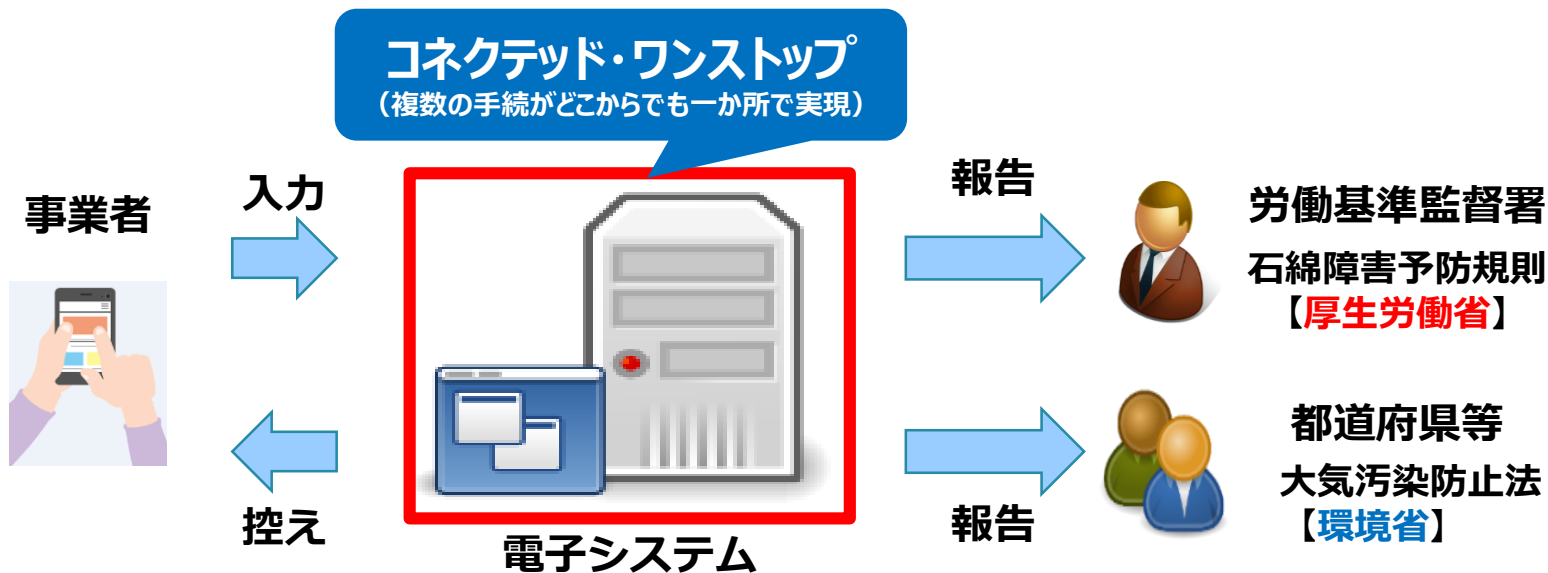 コネクテッド・ワンストップ
（複数の手続がどこからでも一か所で実現）
事業者
入力
控え
電子システム
報告
労働基準監督署
石綿障害予防規則
【厚生労働省】
報告
都道府県等
大気汚染防止法
【環境省】